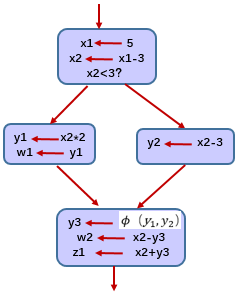 x1 ← 5
x2 ← x1-3
x2<3?
y1 ← x2*2
w1 ← y1
y2 ← x2-3
y3 ← ϕ (y₁, y₂)
w2 ← x2-y3
z1 ← x2+y3